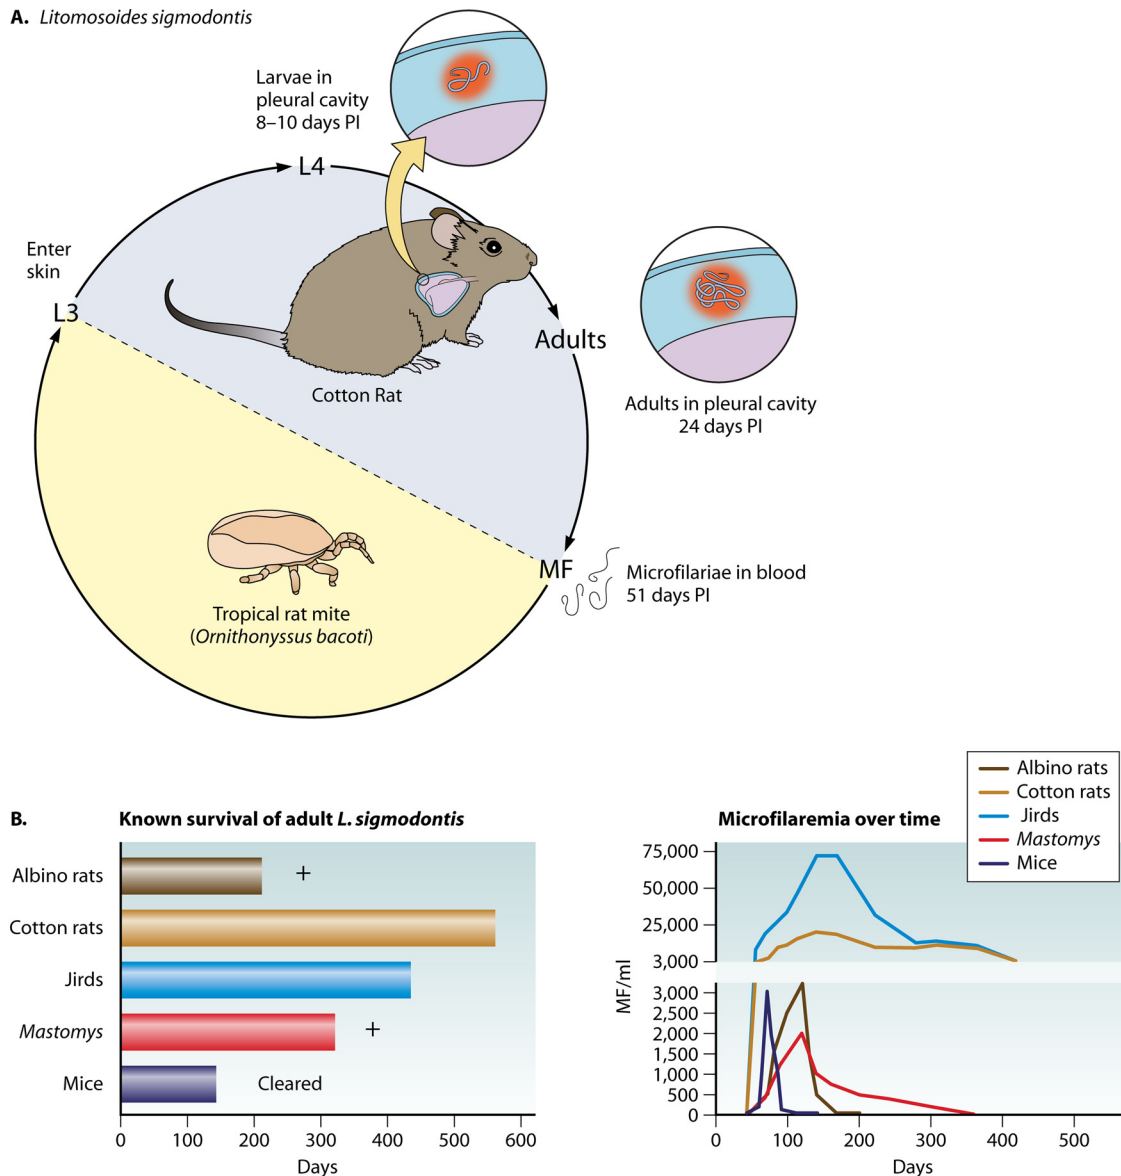 A. Litomosoides sigmodontis
Larvae in
pleural cavity
8–10 days PI
L4
Enter
skin
L3
Adults
Cotton Rat
Adults in pleural cavity
24 days PI
MF
Microfilariae in blood
51 days PI
Tropical rat mite
(Ornithonyssus bacoti)
B. Known survival of adult L. sigmodontis
Albino rats
+
Cotton rats
Jirds
Mastomys
+
Mice
Cleared
0 100 200 300 400 500 600
Days
Microfilaremia over time
Albino rats
Cotton rats
Jirds
Mastomys
Mice
75,000
50,000
25,000
3,000
3,000
2,500
2,000
1,500
1,000
500
0
MF/ml
0 100 200 300 400 500
Days